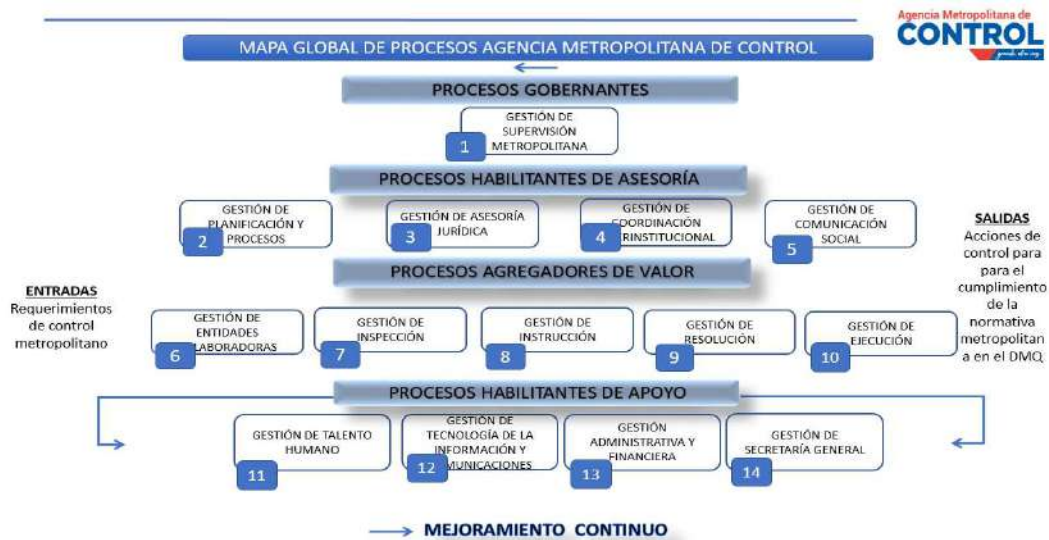 Agencia Metropolitana de
CONTROL
MAPA GLOBAL DE PROCESOS AGENCIA METROPOLITANA DE CONTROL
PROCESOS GOBERNANTES
GESTIÓN DE
SUPERVISIÓN
METROPOLITANA
1
PROCESOS HABILITANTES DE ASESORÍA
GESTIÓN DE
PLANIFICACIÓN Y
PROCESOS
2
GESTIÓN DE ASESORÍA
JURÍDICA
3
GESTIÓN DE
COORDINACIÓN
ERINSTITUCIONAL
4
GESTIÓN DE
COMUNICACIÓN
SOCIAL
5
PROCESOS AGREGADORES DE VALOR
ENTRADAS
Requerimientos
de control
metropolitano
GESTIÓN DE
ENTIDADES
LABORADORAS
6
GESTIÓN DE
INSPECCIÓN
7
GESTIÓN DE
INSTRUCCIÓN
8
GESTIÓN DE
RESOLUCIÓN
9
GESTIÓN DE
EJECUCIÓN
10
SALIDAS
Acciones de
control para
para el
cumplimiento
de la
normativa
metropolitan
a en el DMQ
PROCESOS HABILITANTES DE APOYO
GESTIÓN DE TALENTO
HUMANO
11
GESTIÓN DE
TECNOLOGÍA DE LA
INFORMACIÓN Y
OMUNICACIONES
12
GESTIÓN
ADMINISTRATIVA Y
FINANCIERA
13
GESTIÓN DE
SECRETARÍA GENERAL
14
MEJORAMIENTO CONTINUO